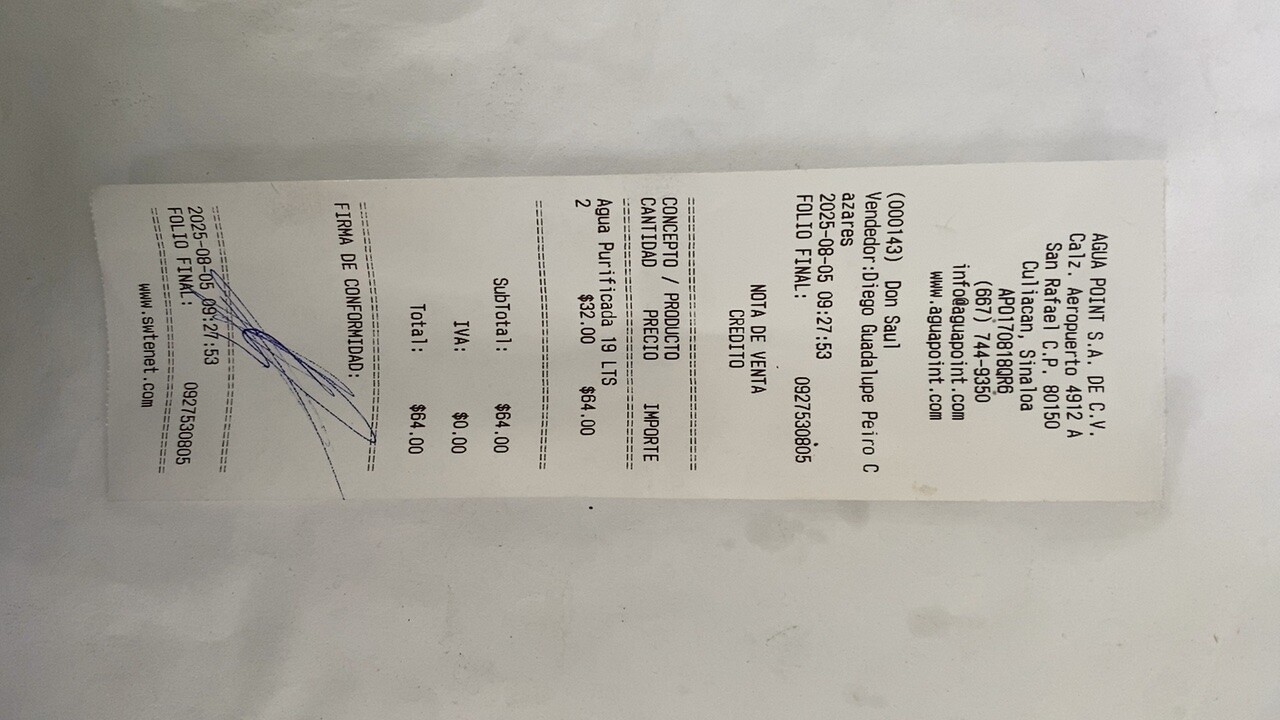 AGUA POINT S.A. DE C.V.
Calz. Aeropuerto 4912 A
San Rafael C.P. 80150
Culiacan, Sinaloa
APO170818QR6
(667) 744-9350
info@aguapoint.com
www.aguapoint.com
(000143) Don Saul
Vendedor:Diego Guadalupe Peiro C
azares
2025-08-05 09:27:53
FOLIO FINAL: 0927530805
NOTA DE VENTA
CREDITO
CONCEPTO / PRODUCTO
CANTIDAD PRECIO IMPORTE
Agua Purificada 19 LTS
2 $32.00 $64.00
SubTotal: $64.00
IVA: $0.00
Total: $64.00
FIRMA DE CONFORMIDAD:
2025-08-05 09:27:53
FOLIO FINAL: 0927530805
www.swtenet.com